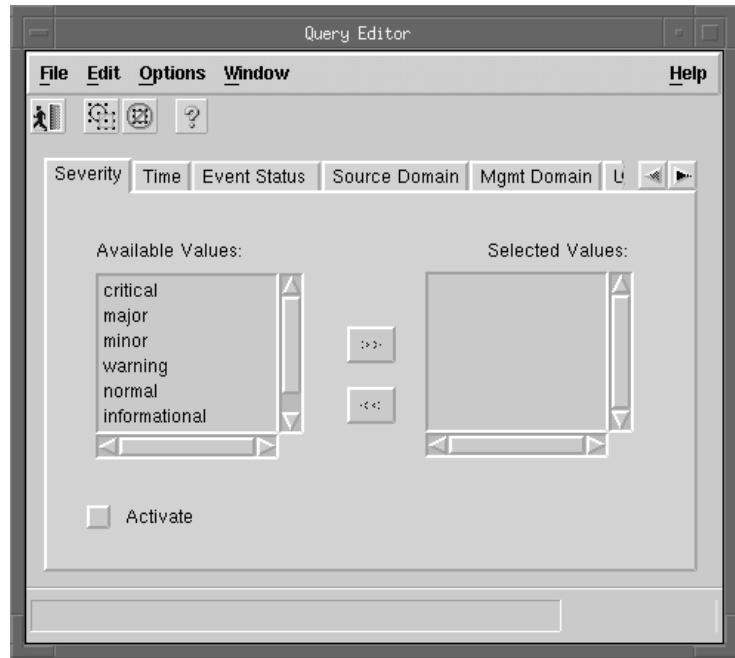 Query Editor
File Edit Options Window Help
?
Severity Time Event Status Source Domain Mgmt Domain
Available Values: Selected Values:
critical
major
minor
warning
normal
informational
>>
<<
Activate